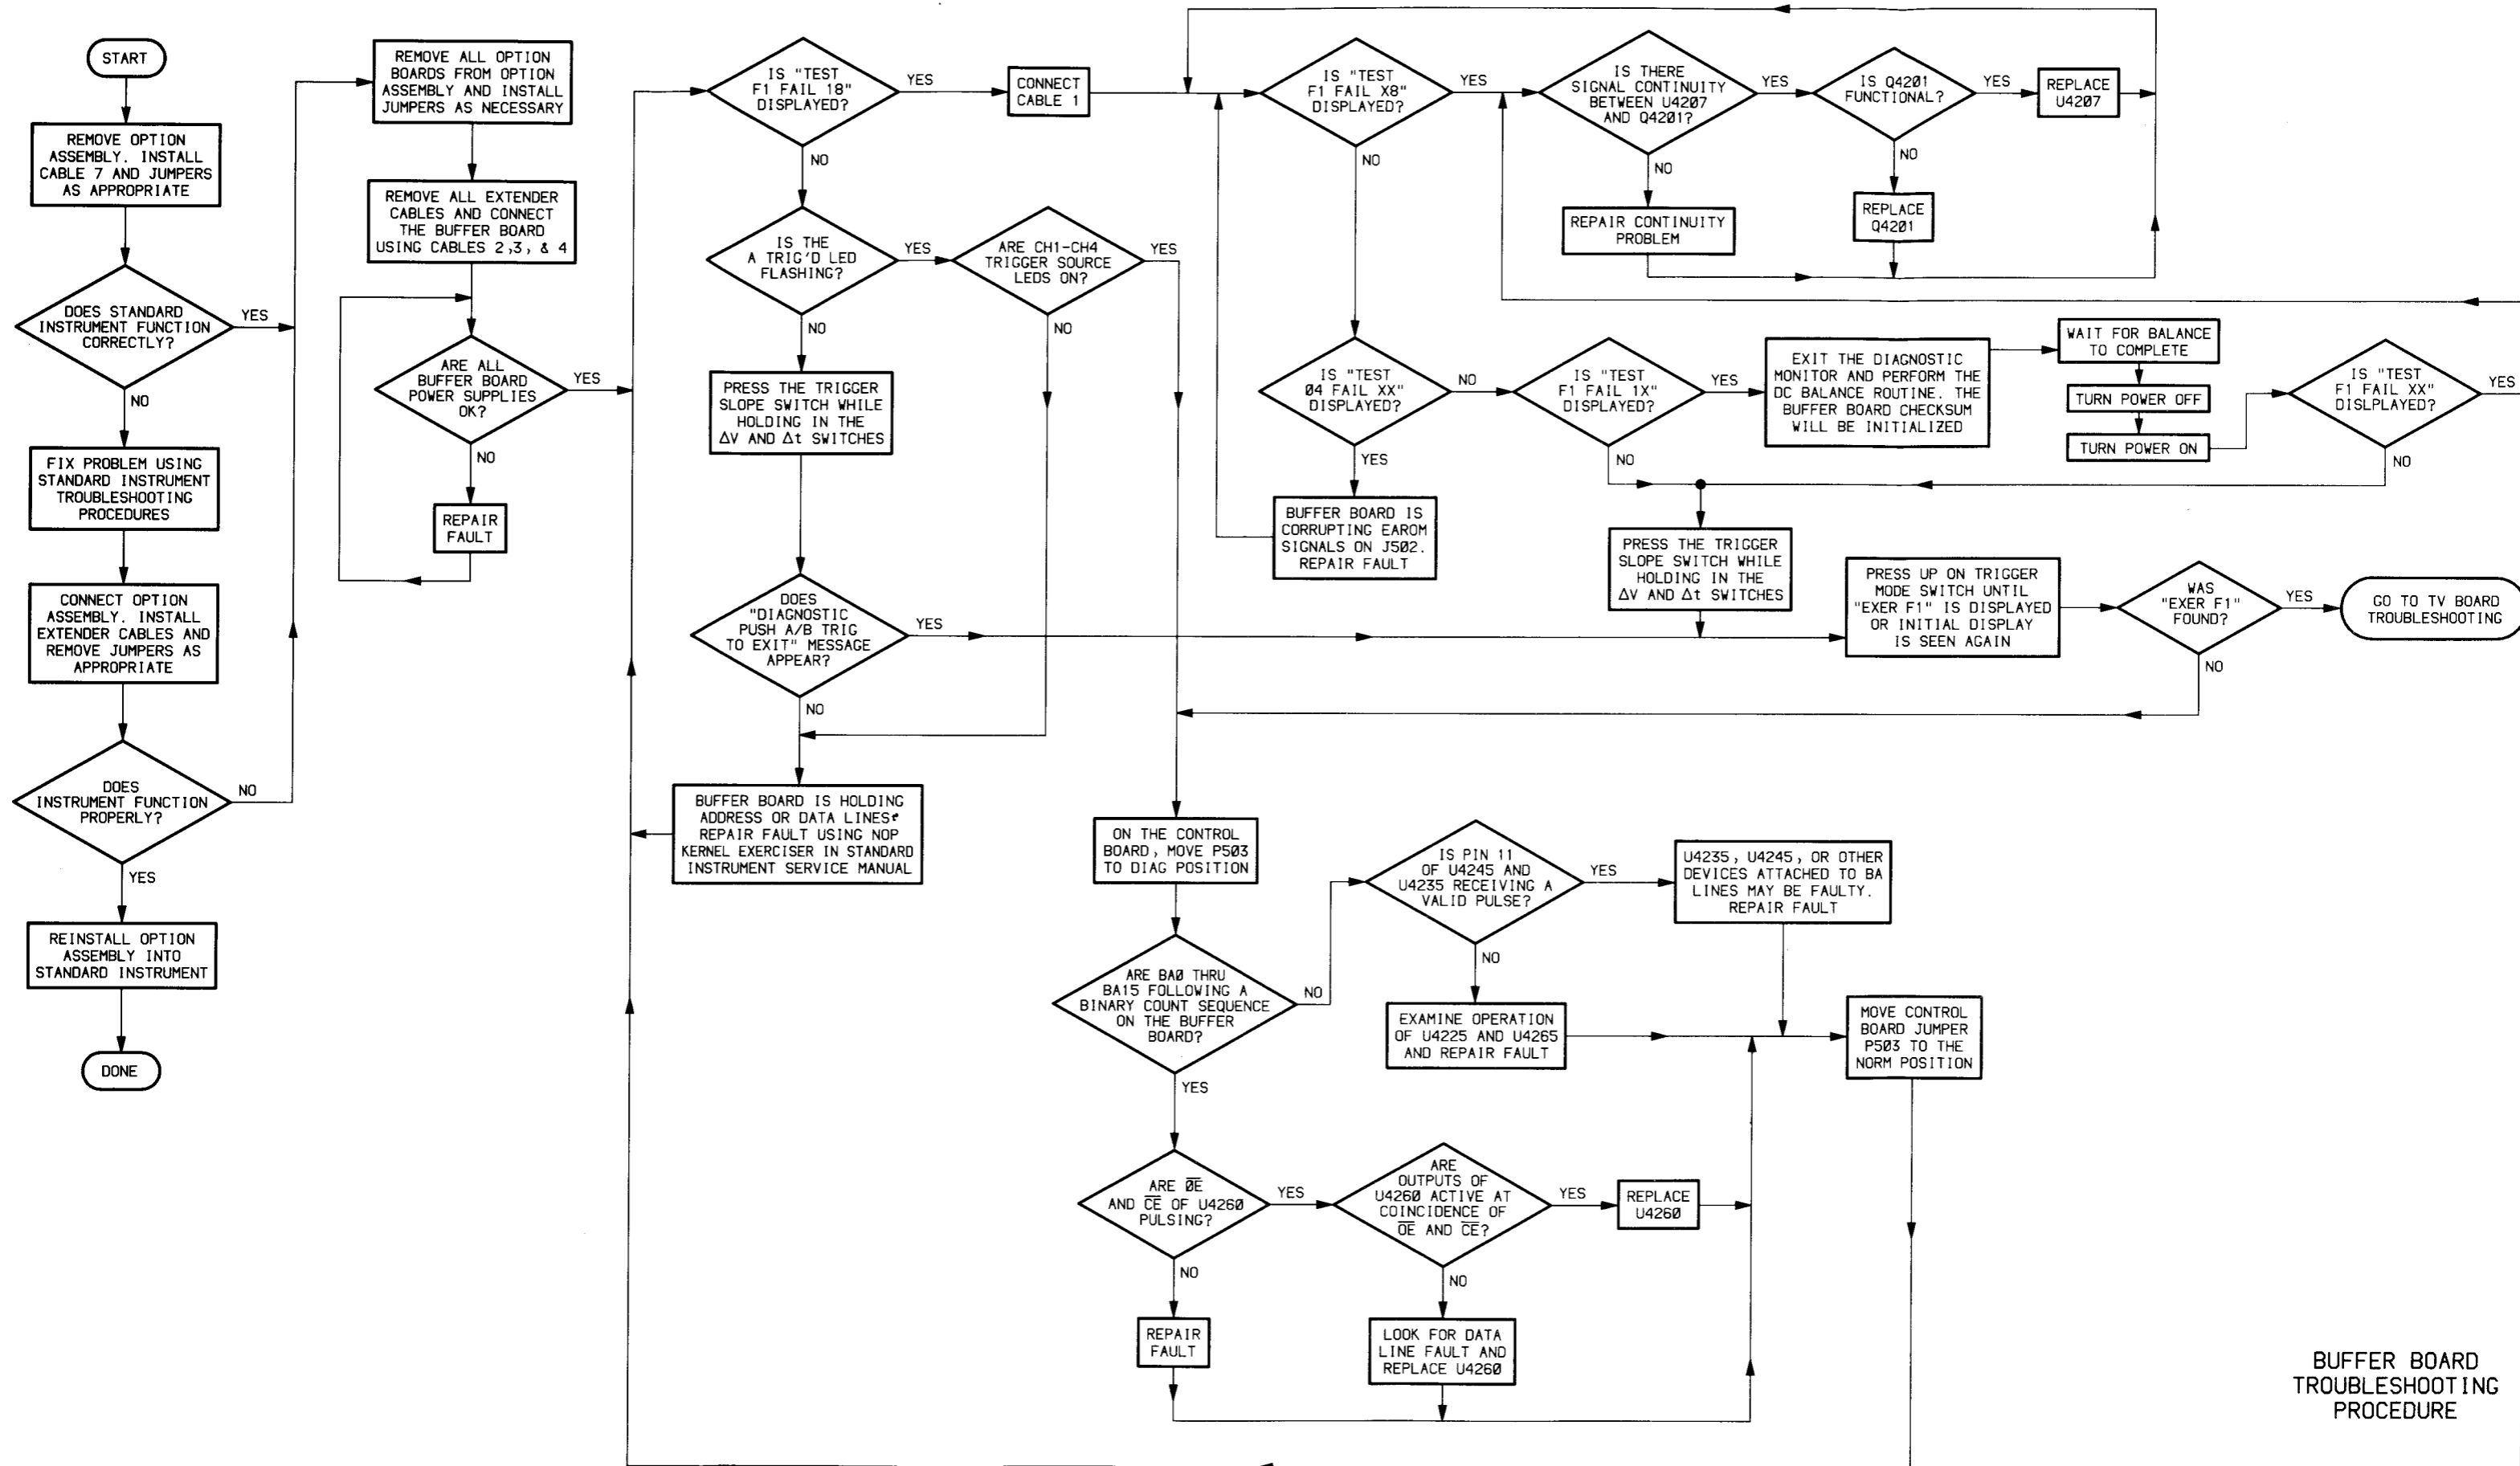 START
REMOVE OPTION
ASSEMBLY. INSTALL
CABLE 7 AND JUMPERS
AS APPROPRIATE
DOES STANDARD
INSTRUMENT FUNCTION
CORRECTLY?
YES
NO
FIX PROBLEM USING
STANDARD INSTRUMENT
TROUBLESHOOTING
PROCEDURES
CONNECT OPTION
ASSEMBLY. INSTALL
EXTENDER CABLES AND
REMOVE JUMPERS AS
APPROPRIATE
DOES
INSTRUMENT FUNCTION
PROPERLY?
NO
YES
REINSTALL OPTION
ASSEMBLY INTO
STANDARD INSTRUMENT
DONE
REMOVE ALL OPTION
BOARDS FROM OPTION
ASSEMBLY AND INSTALL
JUMPERS AS NECESSARY
REMOVE ALL EXTENDER
CABLES AND CONNECT
THE BUFFER BOARD
USING CABLES 2,3, & 4
ARE ALL
BUFFER BOARD
POWER SUPPLIES
OK?
YES
NO
REPAIR
FAULT
IS "TEST
F1 FAIL 18"
DISPLAYED?
YES
NO
CONNECT
CABLE 1
IS THE
A TRIG'D LED
FLASHING?
YES
NO
ARE CH1-CH4
TRIGGER SOURCE
LEDS ON?
YES
NO
PRESS THE TRIGGER
SLOPE SWITCH WHILE
HOLDING IN THE
ΔV AND Δt SWITCHES
DOES
"DIAGNOSTIC
PUSH A/B TRIG
TO EXIT" MESSAGE
APPEAR?
YES
NO
BUFFER BOARD IS HOLDING
ADDRESS OR DATA LINES.
REPAIR FAULT USING NOP
KERNEL EXERCISER IN STANDARD
INSTRUMENT SERVICE MANUAL
IS "TEST
F1 FAIL X8"
DISPLAYED?
YES
NO
IS THERE
SIGNAL CONTINUITY
BETWEEN U4207
AND Q4201?
YES
NO
REPAIR CONTINUITY
PROBLEM
IS Q4201
FUNCTIONAL?
YES
NO
REPLACE
U4207
REPLACE
Q4201
IS "TEST
04 FAIL XX"
DISPLAYED?
NO
YES
BUFFER BOARD IS
CORRUPTING EAROM
SIGNALS ON J502.
REPAIR FAULT
IS "TEST
F1 FAIL 1X"
DISPLAYED?
YES
NO
EXIT THE DIAGNOSTIC
MONITOR AND PERFORM THE
DC BALANCE ROUTINE. THE
BUFFER BOARD CHECKSUM
WILL BE INITIALIZED
WAIT FOR BALANCE
TO COMPLETE
TURN POWER OFF
TURN POWER ON
IS "TEST
F1 FAIL XX"
DISLPLAYED?
YES
NO
PRESS THE TRIGGER
SLOPE SWITCH WHILE
HOLDING IN THE
ΔV AND Δt SWITCHES
PRESS UP ON TRIGGER
MODE SWITCH UNTIL
"EXER F1" IS DISPLAYED
OR INITIAL DISPLAY
IS SEEN AGAIN
WAS
"EXER F1"
FOUND?
YES
NO
GO TO TV BOARD
TROUBLESHOOTING
ON THE CONTROL
BOARD, MOVE P503
TO DIAG POSITION
ARE BA0 THRU
BA15 FOLLOWING A
BINARY COUNT SEQUENCE
ON THE BUFFER
BOARD?
NO
YES
IS PIN 11
OF U4245 AND
U4235 RECEIVING A
VALID PULSE?
YES
NO
U4235, U4245, OR OTHER
DEVICES ATTACHED TO BA
LINES MAY BE FAULTY.
REPAIR FAULT
EXAMINE OPERATION
OF U4225 AND U4265
AND REPAIR FAULT
MOVE CONTROL
BOARD JUMPER
P503 TO THE
NORM POSITION
ARE O̅E̅
AND C̅E̅ OF U4260
PULSING?
YES
NO
REPAIR
FAULT
ARE
OUTPUTS OF
U4260 ACTIVE AT
COINCIDENCE OF
O̅E̅ AND C̅E̅?
YES
NO
REPLACE
U4260
LOOK FOR DATA
LINE FAULT AND
REPLACE U4260
BUFFER BOARD
TROUBLESHOOTING
PROCEDURE